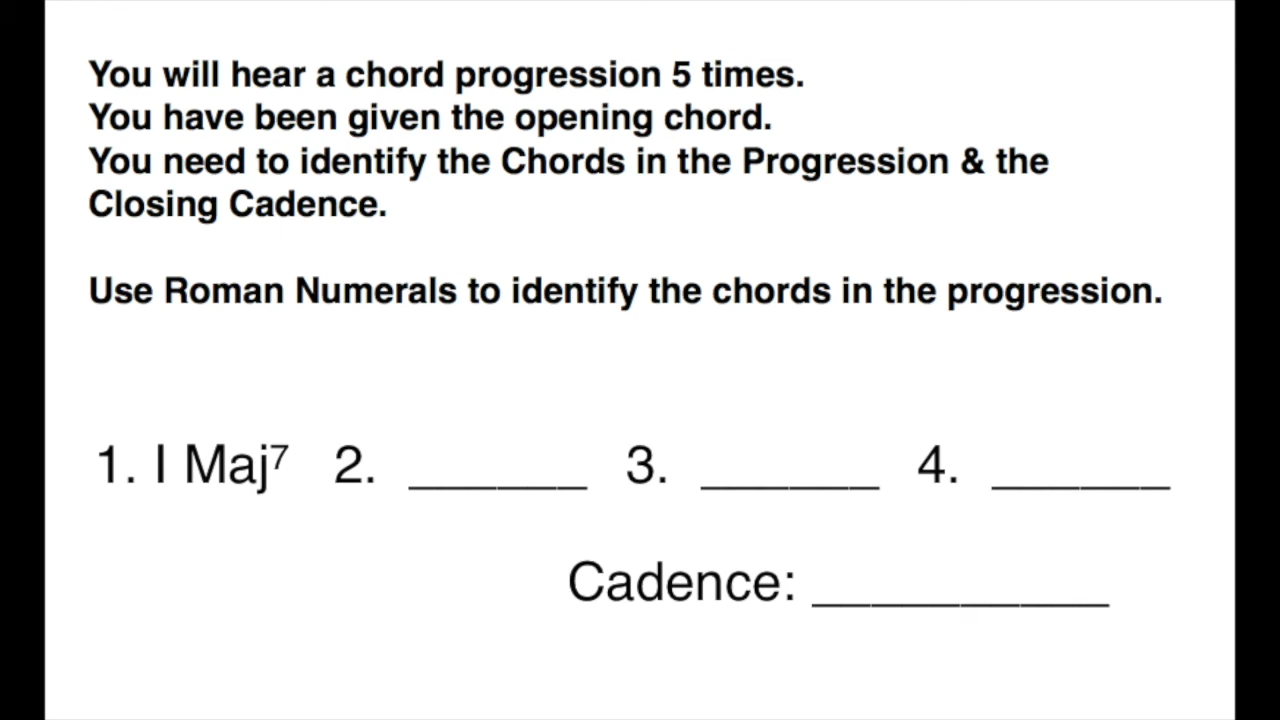 You will hear a chord progression 5 times.
You have been given the opening chord.
You need to identify the Chords in the Progression & the
Closing Cadence.
Use Roman Numerals to identify the chords in the progression.
1. I Maj⁷ 2. ______ 3. ______ 4. ______
Cadence: __________